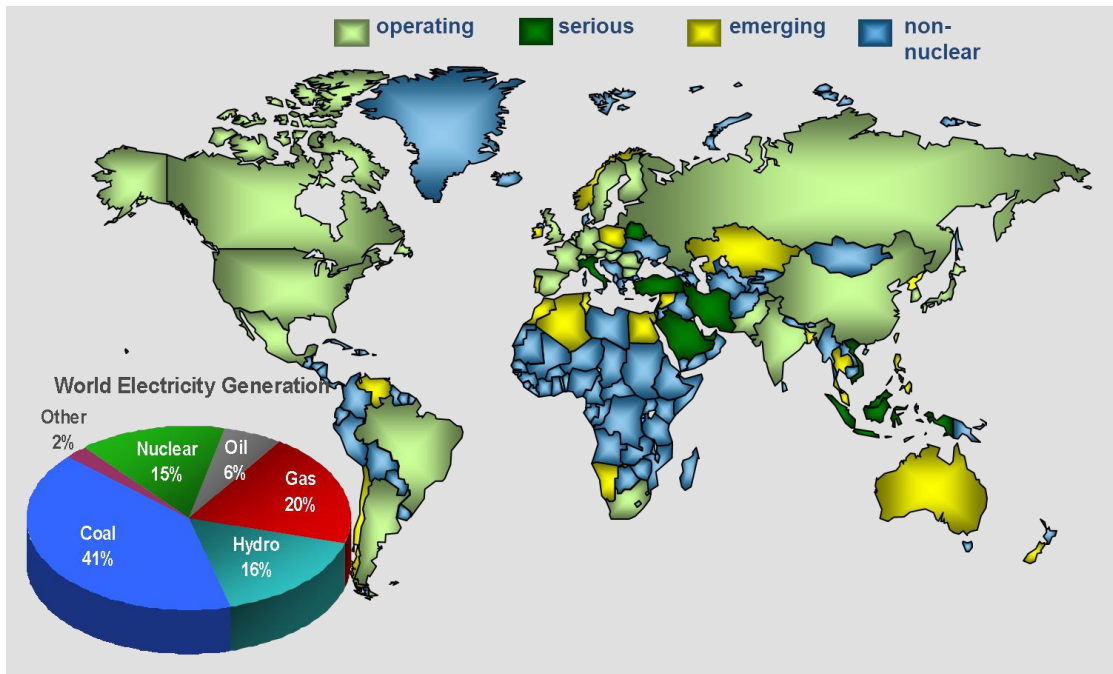 operating
serious
emerging
non-
nuclear
World Electricity Generation
Other
2%
Nuclear
15%
Oil
6%
Gas
20%
Coal
41%
Hydro
16%